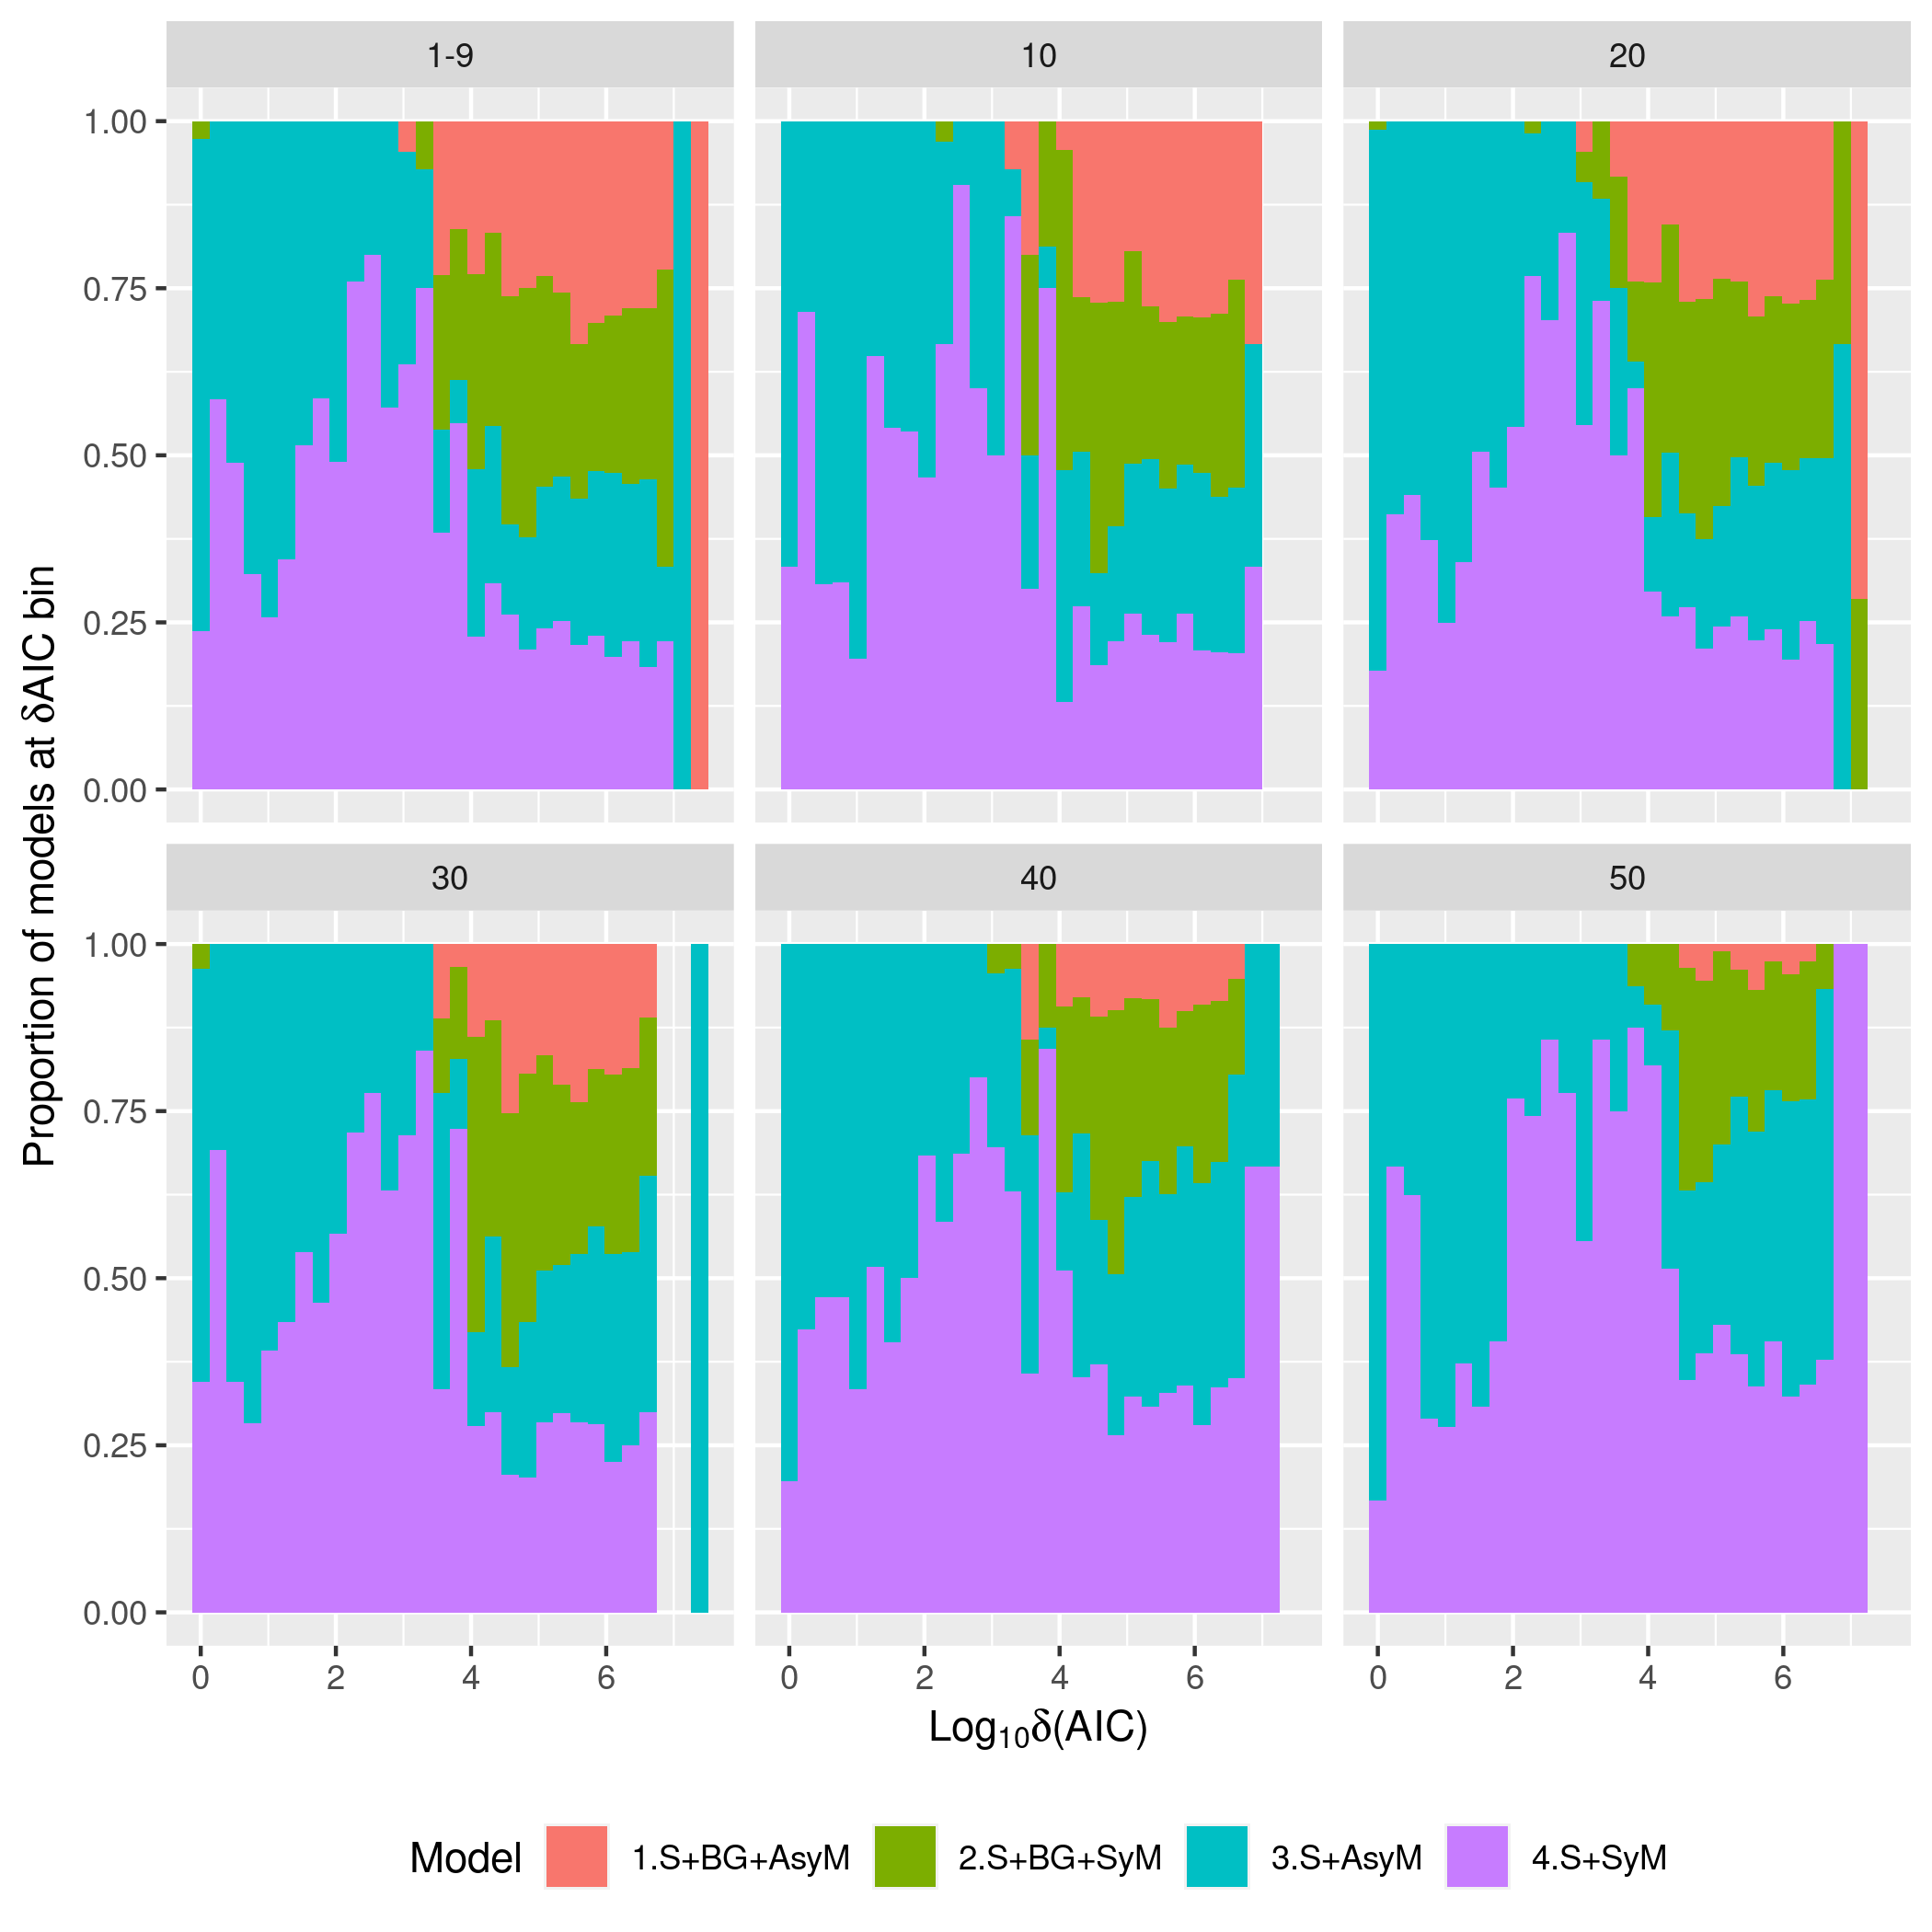 1-9 10 20
1.00
0.75
0.50
0.25
0.00
30 40 50
1.00
0.75
0.50
0.25
0.00
0 2 4 6 0 2 4 6 0 2 4 6
Proportion of models at δAIC bin
Log₁₀δ(AIC)
Model 1.S+BG+AsyM 2.S+BG+SyM 3.S+AsyM 4.S+SyM